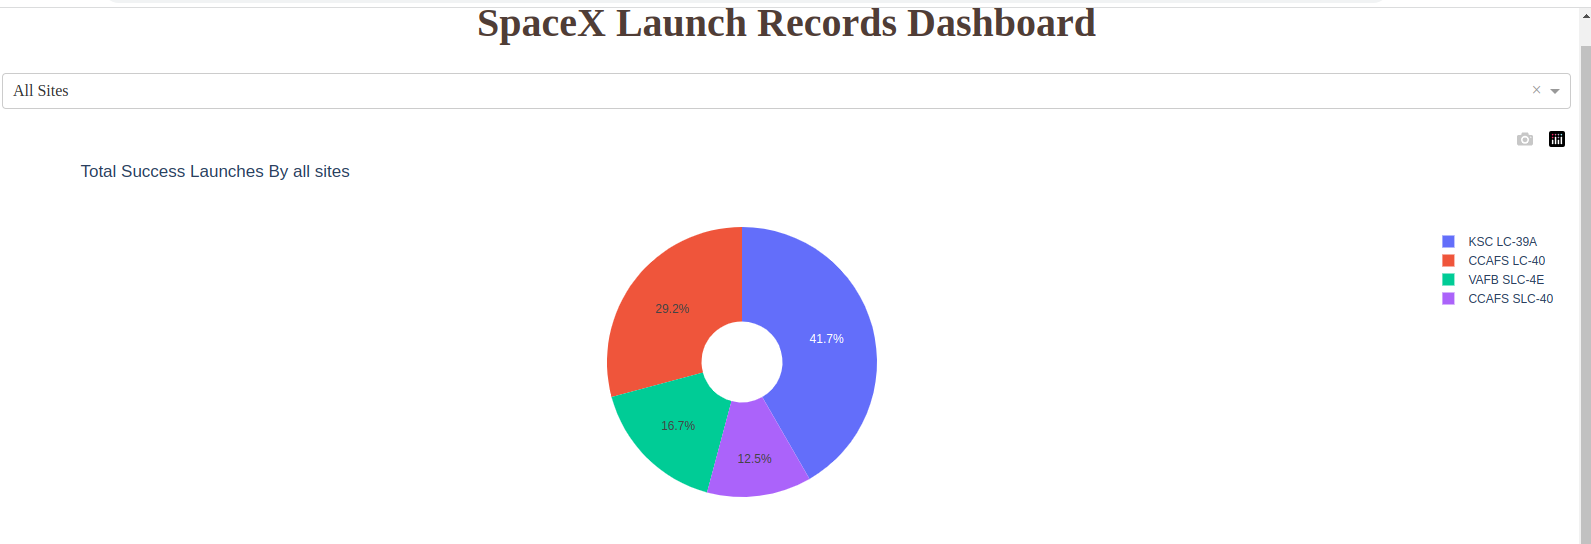 SpaceX Launch Records Dashboard
All Sites ×
Total Success Launches By all sites
KSC LC-39A
CCAFS LC-40
VAFB SLC-4E
CCAFS SLC-40
29.2%
41.7%
16.7%
12.5%